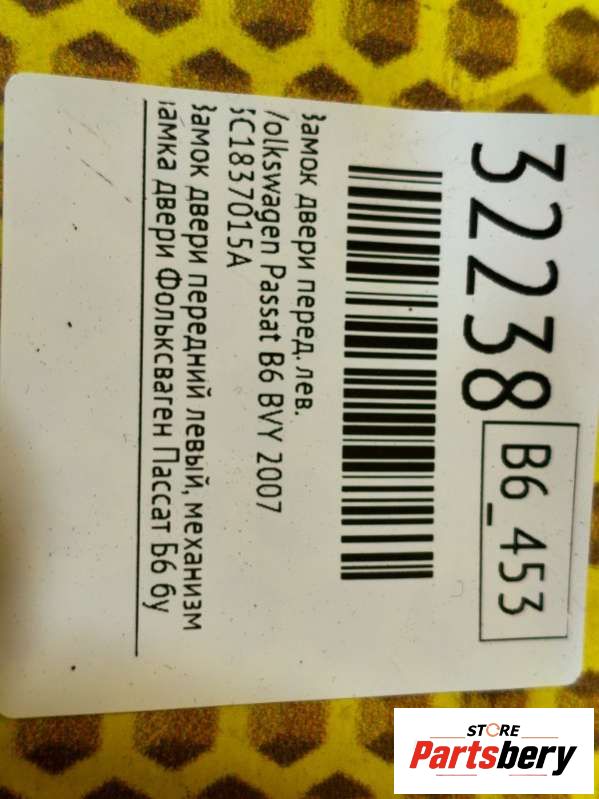 32238
B6_453
Замок двери перед. лев.
Volkswagen Passat B6 BVY 2007
3C1837015A
Замок двери передний левый, механизм
замка двери Фольксваген Пассат Б6 бу
STORE
Partsbery